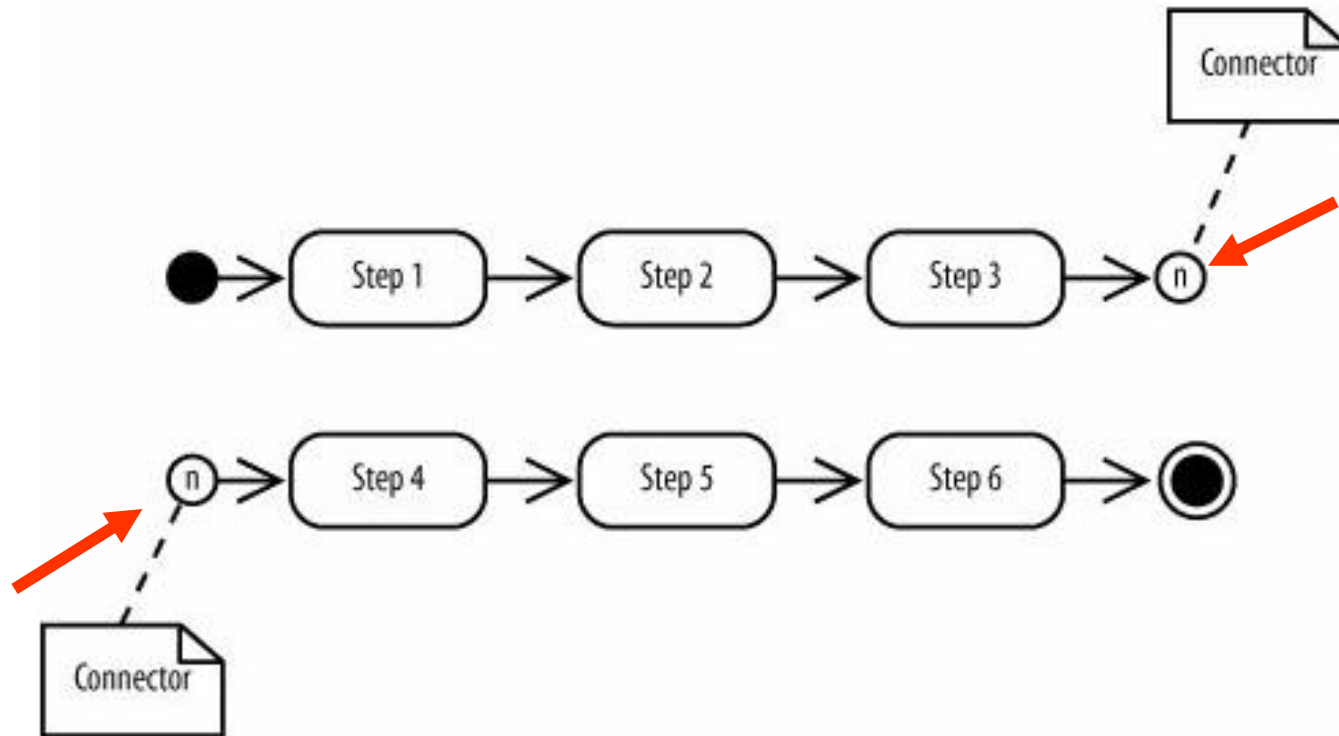 Connector
Step 1
Step 2
Step 3
n
n
Step 4
Step 5
Step 6
Connector